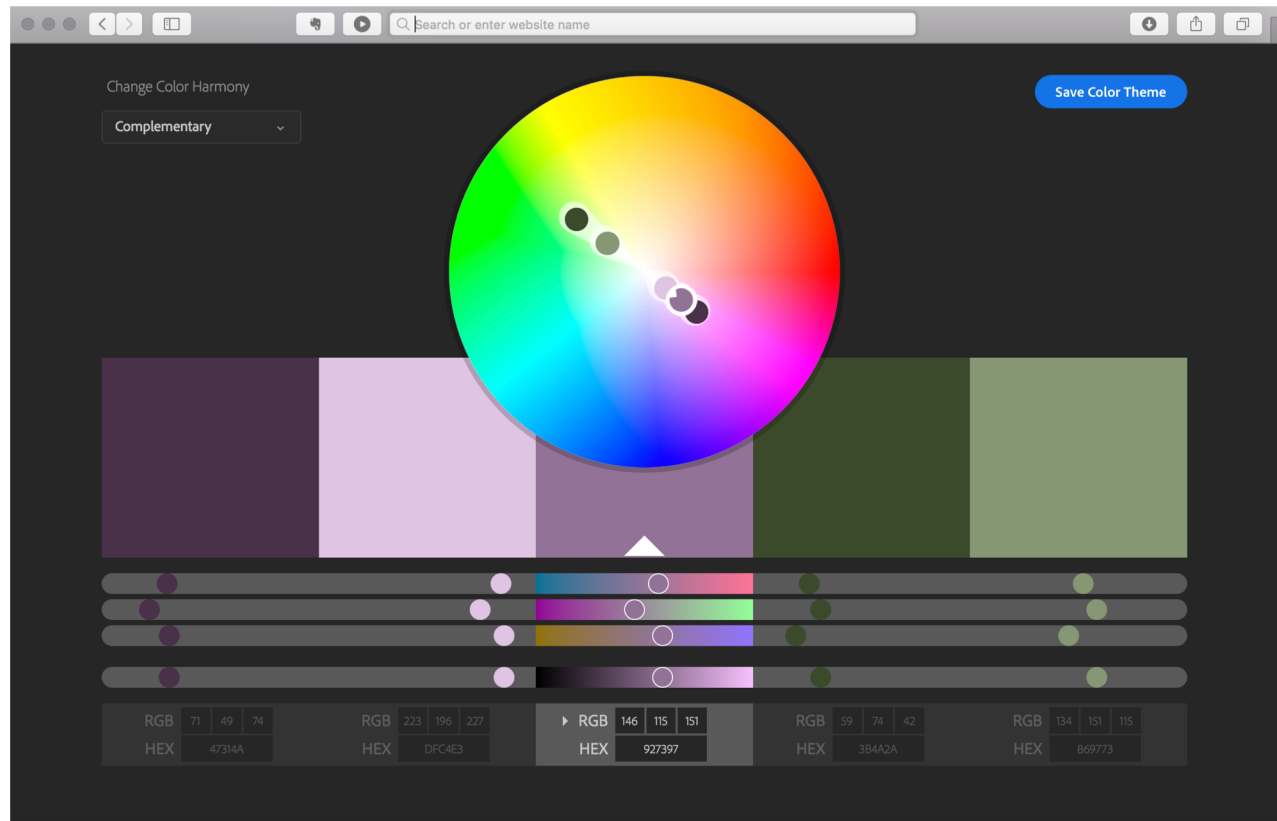 Search or enter website name
Change Color Harmony
Save Color Theme
Complementary
RGB 71 49 74
HEX 47314A
RGB 223 196 227
HEX DFC4E3
RGB 146 115 151
HEX 927397
RGB 59 74 42
HEX 3B4A2A
RGB 134 151 115
HEX 869773